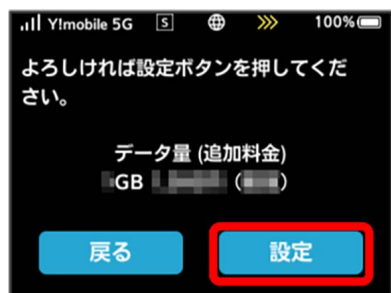 Y!mobile 5G S 100%
よろしければ設定ボタンを押してくだ
さい。
データ量 (追加料金)
GB ( )
戻る 設定